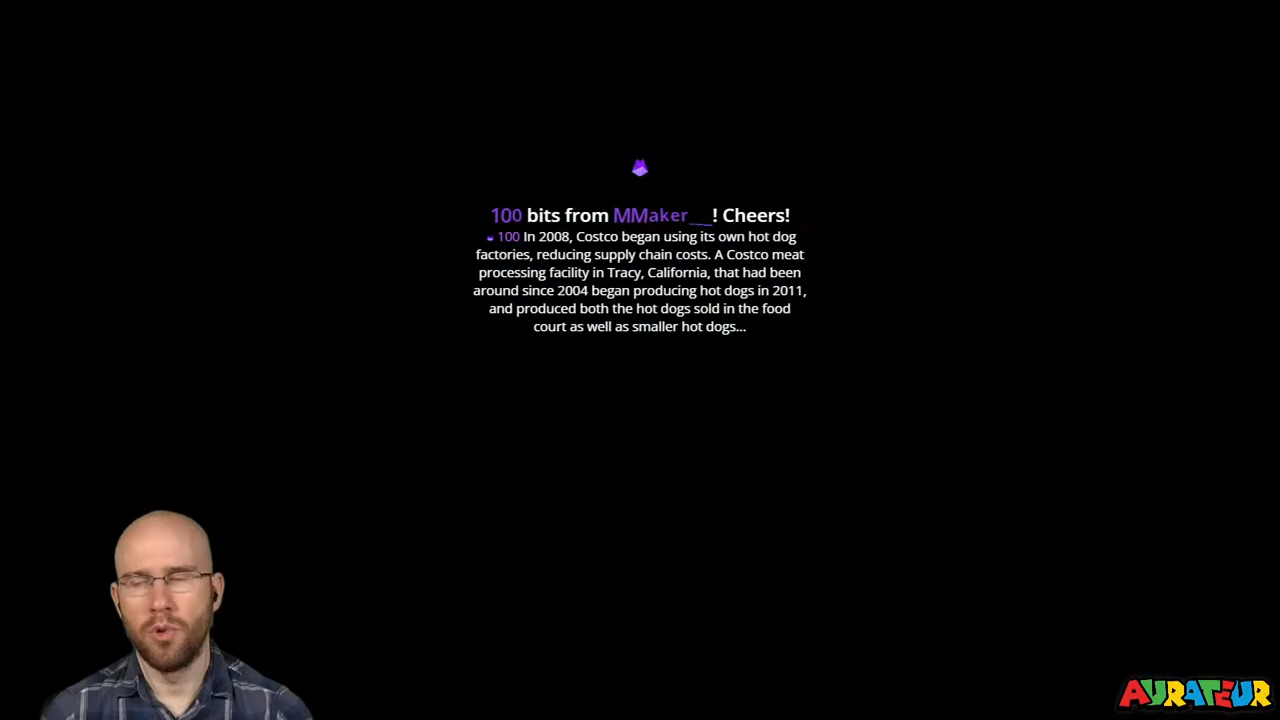 100 bits from MMaker___! Cheers!
100 In 2008, Costco began using its own hot dog
factories, reducing supply chain costs. A Costco meat
processing facility in Tracy, California, that had been
around since 2004 began producing hot dogs in 2011,
and produced both the hot dogs sold in the food
court as well as smaller hot dogs...
AURATEUR